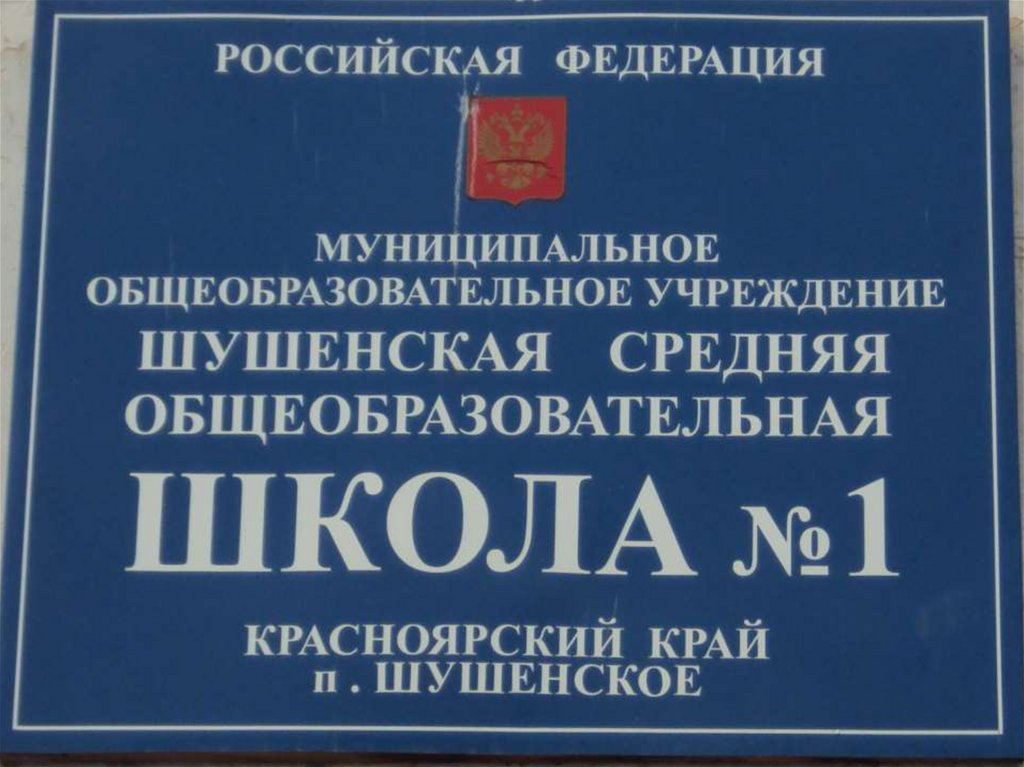 РОССИЙСКАЯ ФЕДЕРАЦИЯ
МУНИЦИПАЛЬНОЕ
ОБЩЕОБРАЗОВАТЕЛЬНОЕ УЧРЕЖДЕНИЕ
ШУШЕНСКАЯ СРЕДНЯЯ
ОБЩЕОБРАЗОВАТЕЛЬНАЯ
ШКОЛА №1
КРАСНОЯРСКИЙ КРАЙ
п . ШУШЕНСКОЕ